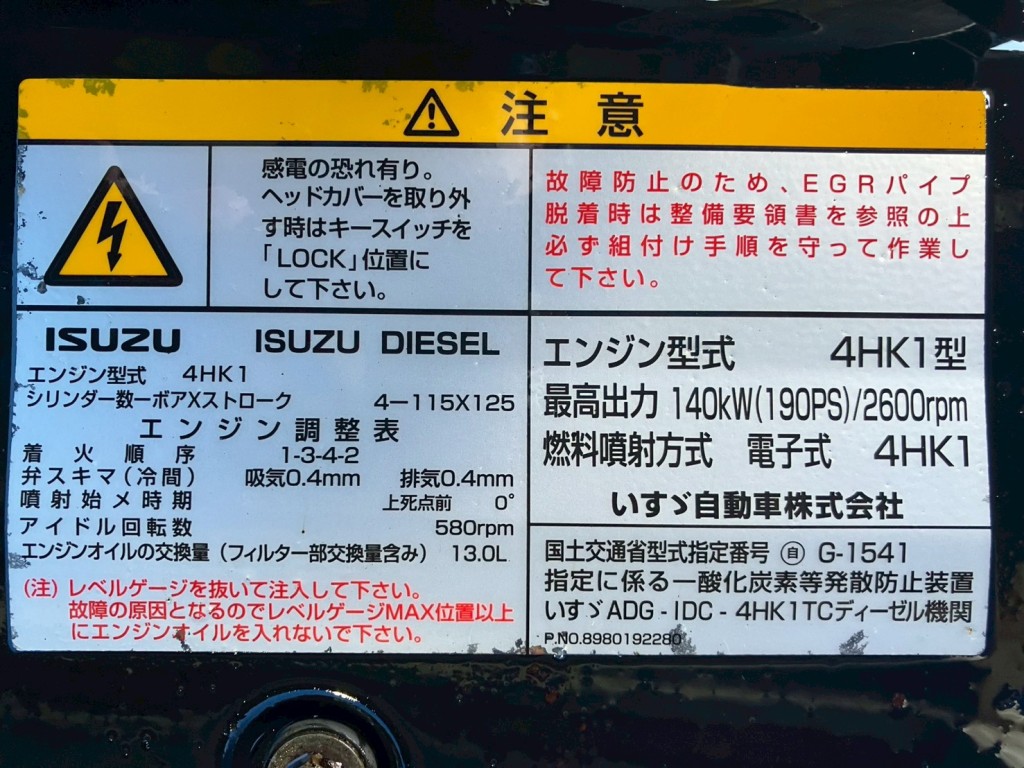 注意
感電の恐れ有り。
ヘッドカバーを取り外
す時はキースイッチを
「LOCK」位置に
して下さい。
故障防止のため、EGRパイプ
脱着時は整備要領書を参照の上
必ず組付け手順を守って作業し
て下さい。
ISUZU ISUZU DIESEL
エンジン型式 4HK1
シリンダー数ーボアXストローク 4ー115X125
エンジン調整表
着火順序 1-3-4-2
弁スキマ(冷間) 吸気0.4mm 排気0.4mm
噴射始メ時期 上死点前 0°
アイドル回転数 580rpm
エンジンオイルの交換量(フィルター部交換量含み) 13.0L
(注) レベルゲージを抜いて注入して下さい。
故障の原因となるのでレベルゲージMAX位置以上
にエンジンオイルを入れないで下さい。
エンジン型式 4HK1型
最高出力 140kW(190PS)/2600rpm
燃料噴射方式 電子式 4HK1
いすゞ自動車株式会社
国土交通省型式指定番号 ㊂自 G-1541
指定に係る一酸化炭素等発散防止装置
いすゞADG-IDC-4HK1TCディーゼル機関
P.NO.8980192280